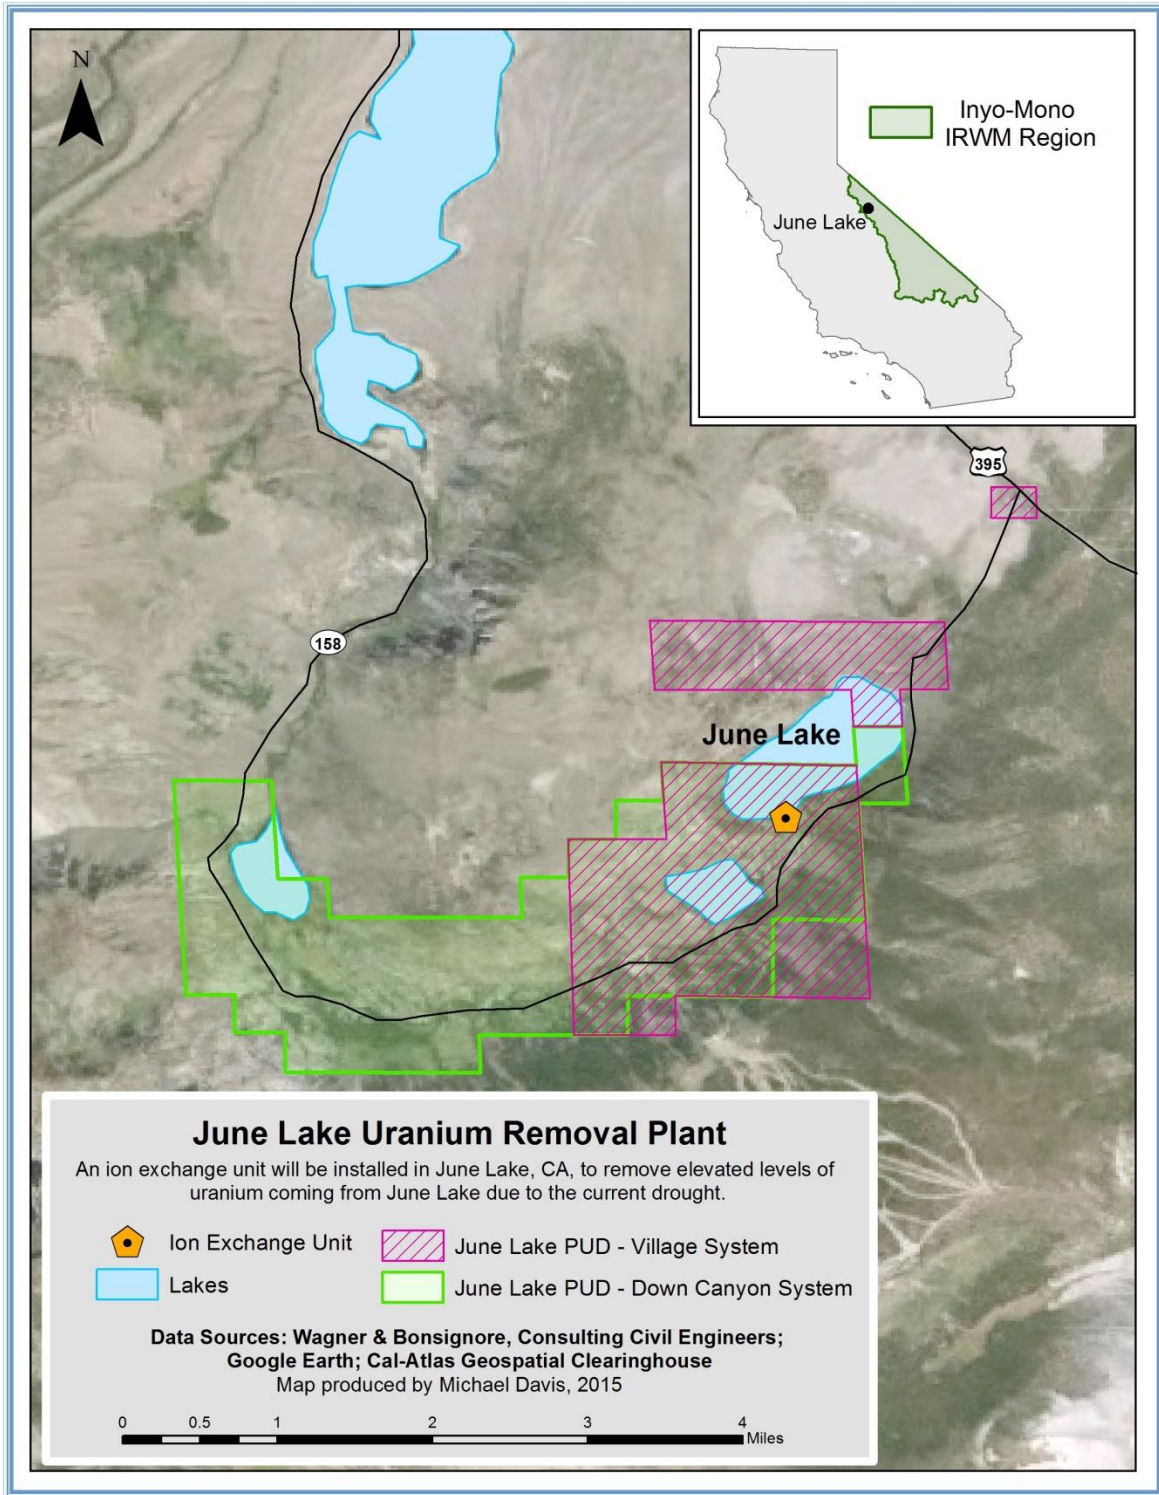 N
Inyo-Mono
IRWM Region
June Lake
395
158
June Lake
June Lake Uranium Removal Plant
An ion exchange unit will be installed in June Lake, CA, to remove elevated levels of
uranium coming from June Lake due to the current drought.
Ion Exchange Unit
June Lake PUD - Village System
Lakes
June Lake PUD - Down Canyon System
Data Sources: Wagner & Bonsignore, Consulting Civil Engineers;
Google Earth; Cal-Atlas Geospatial Clearinghouse
Map produced by Michael Davis, 2015
0 0.5 1 2 3 4
Miles